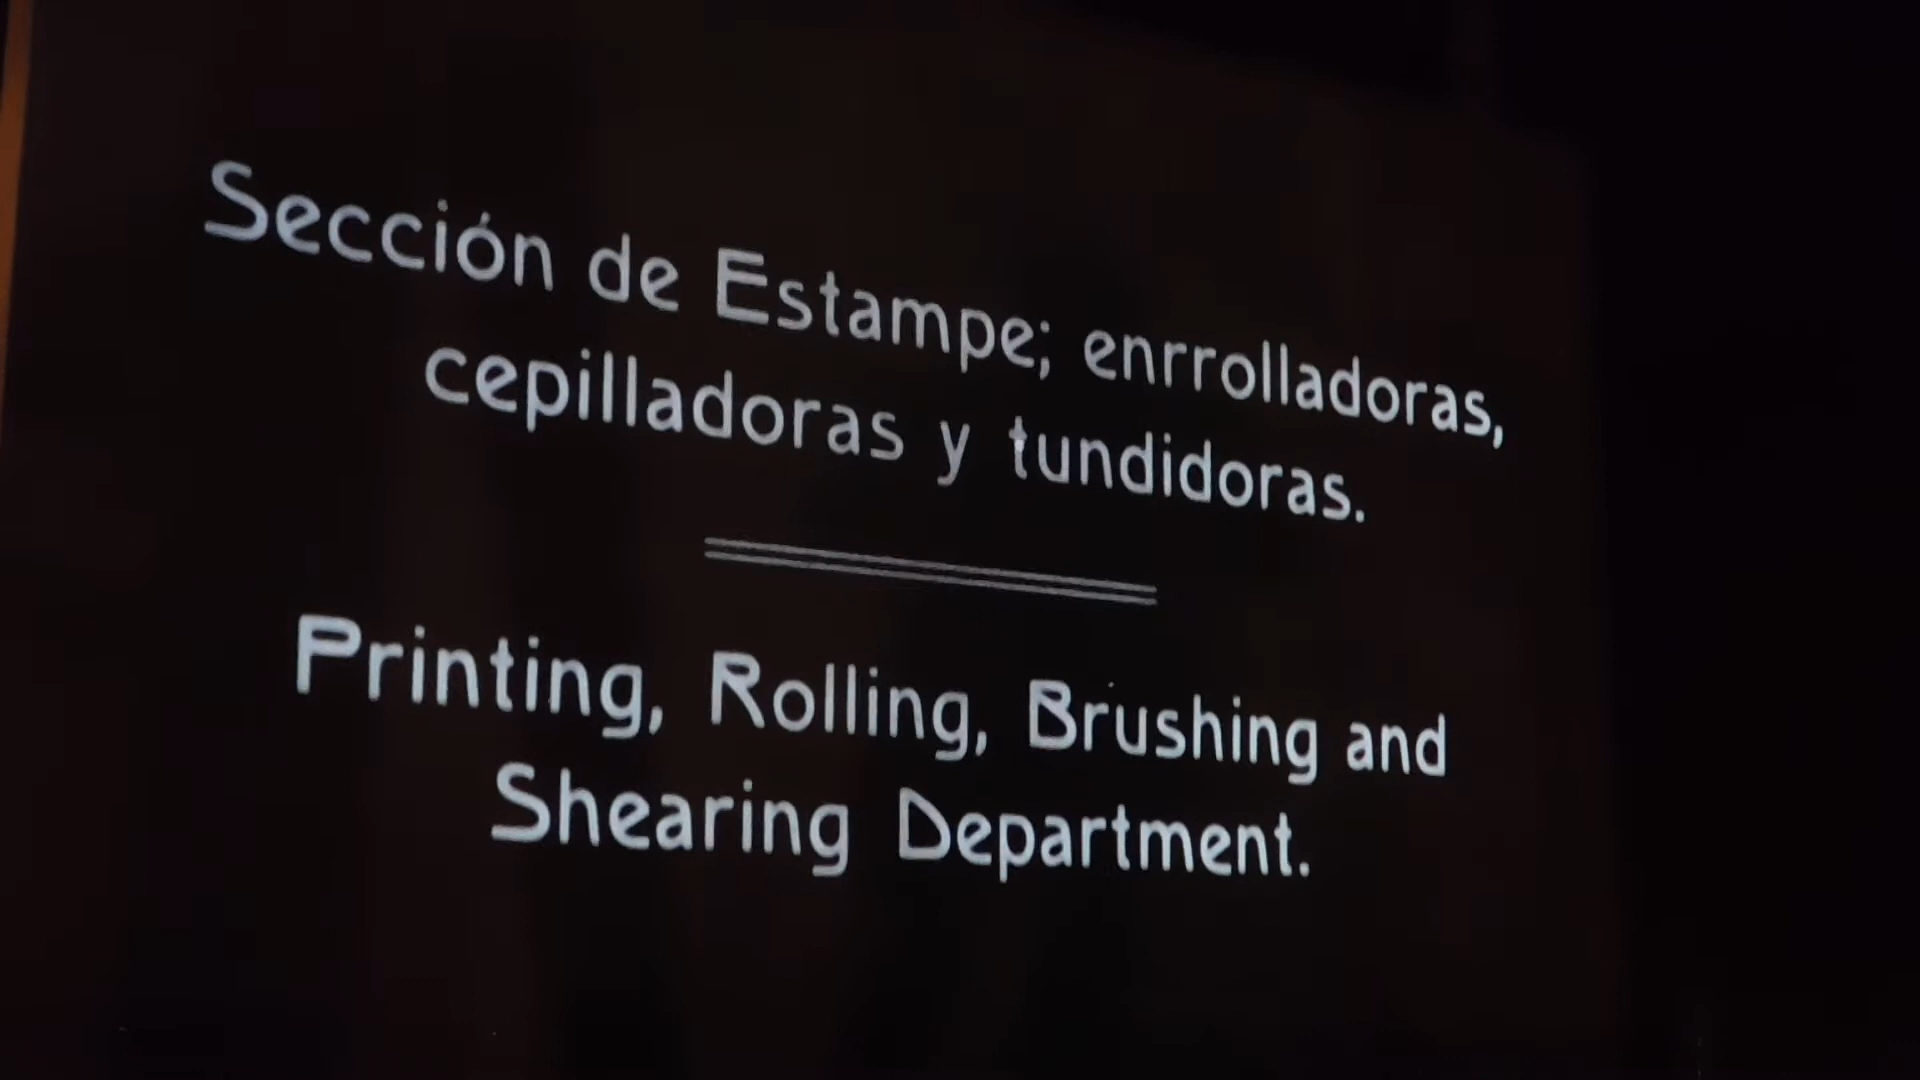 Sección de Estampe; enrrolladoras,
cepilladoras y tundidoras.
Printing, Rolling, Brushing and
Shearing Department.